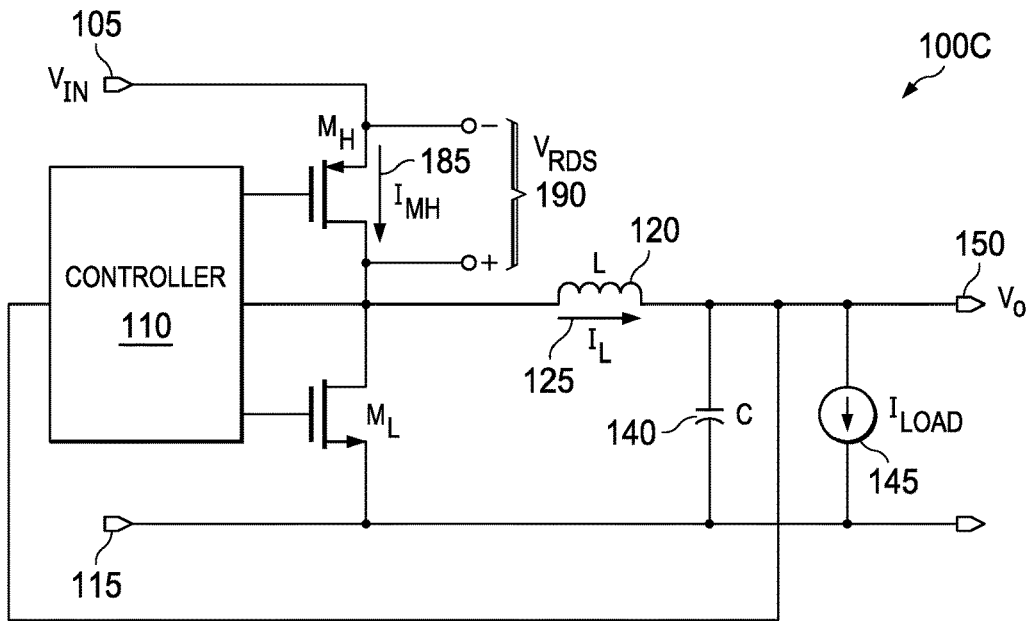 105
100C
V_IN
M_H
−
185
V_RDS
190
I_MH
+
CONTROLLER
110
L
120
150
V_o
I_L
125
M_L
140
C
I_LOAD
145
115